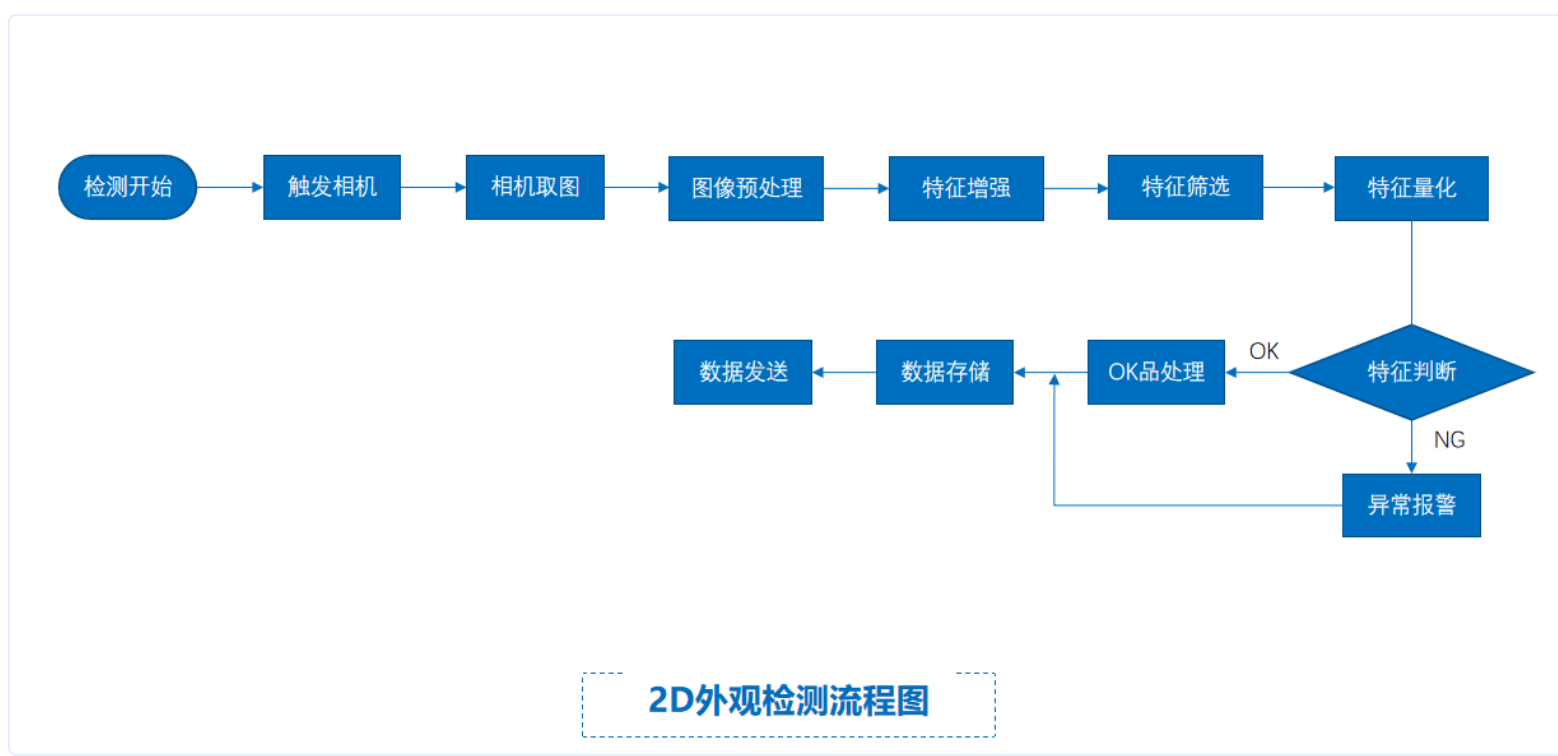 检测开始
触发相机
相机取图
图像预处理
特征增强
特征筛选
特征量化
特征判断
OK
OK品处理
数据存储
数据发送
NG
异常报警
2D外观检测流程图